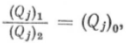 (Q_j)_1 / (Q_j)_2 = (Q_j)_0,